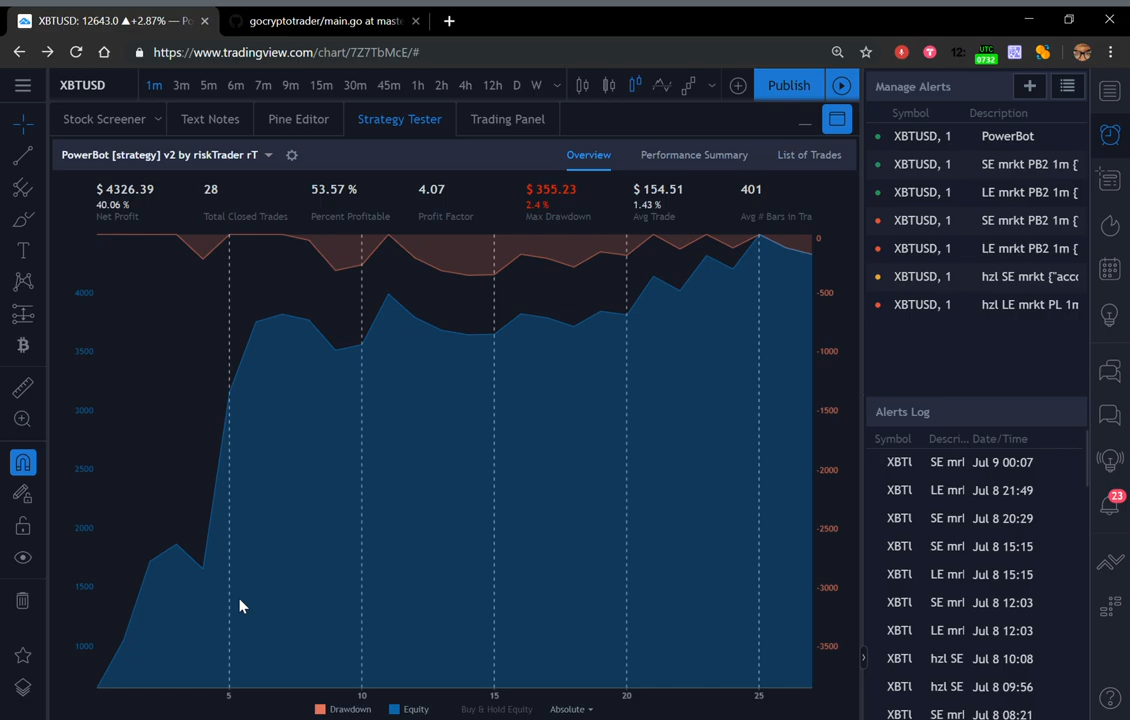 XBTUSD: 12643.0 ▲+2.87% — Po
gocryptotrader/main.go at maste
https://www.tradingview.com/chart/7Z7TbMcE/#
12:
UTC
0732
XBTUSD 1m 3m 5m 6m 7m 9m 15m 30m 45m 1h 2h 4h 12h D W
Publish
Manage Alerts
Stock Screener Text Notes Pine Editor Strategy Tester Trading Panel
PowerBot [strategy] v2 by riskTrader rT
Overview Performance Summary List of Trades
$ 4326.39 28 53.57 % 4.07 $ 355.23 $ 154.51 401
40.06 % 2.4 % 1.43 %
Net Profit Total Closed Trades Percent Profitable Profit Factor Max Drawdown Avg Trade Avg # Bars in Tra
4000
3500
3000
2500
2000
1500
1000
0
-500
-1000
-1500
-2000
-2500
-3000
-3500
5 10 15 20 25
Drawdown Equity Buy & Hold Equity Absolute
Symbol Description
XBTUSD, 1 PowerBot
XBTUSD, 1 SE mrkt PB2 1m {
XBTUSD, 1 LE mrkt PB2 1m {
XBTUSD, 1 SE mrkt PB2 1m {
XBTUSD, 1 LE mrkt PB2 1m {
XBTUSD, 1 hzl SE mrkt {"acco
XBTUSD, 1 hzl LE mrkt PL 1m
Alerts Log
Symbol Descri... Date/Time
XBTU SE mrl Jul 9 00:07
XBTU LE mrl Jul 8 21:49
XBTU SE mrl Jul 8 20:29
XBTU SE mrl Jul 8 15:15
XBTU LE mrl Jul 8 15:15
XBTU SE mrl Jul 8 12:03
XBTU LE mrl Jul 8 12:03
XBTU hzl SE Jul 8 10:08
XBTU hzl SE Jul 8 09:56
XBTU SE mrl Jul 8 08:21
23